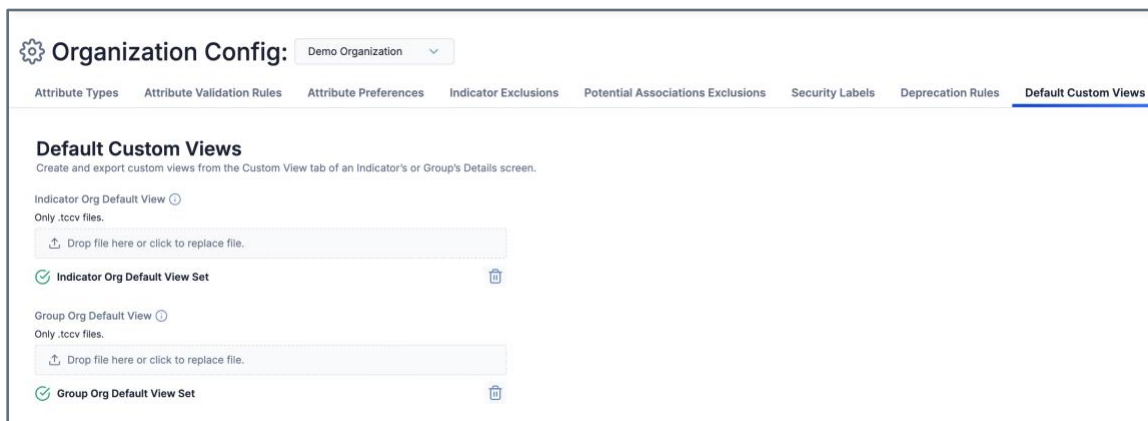 Organization Config: Demo Organization
Attribute Types Attribute Validation Rules Attribute Preferences Indicator Exclusions Potential Associations Exclusions Security Labels Deprecation Rules Default Custom Views
Default Custom Views
Create and export custom views from the Custom View tab of an Indicator's or Group's Details screen.
Indicator Org Default View
Only .tccv files.
Drop file here or click to replace file.
Indicator Org Default View Set
Group Org Default View
Only .tccv files.
Drop file here or click to replace file.
Group Org Default View Set